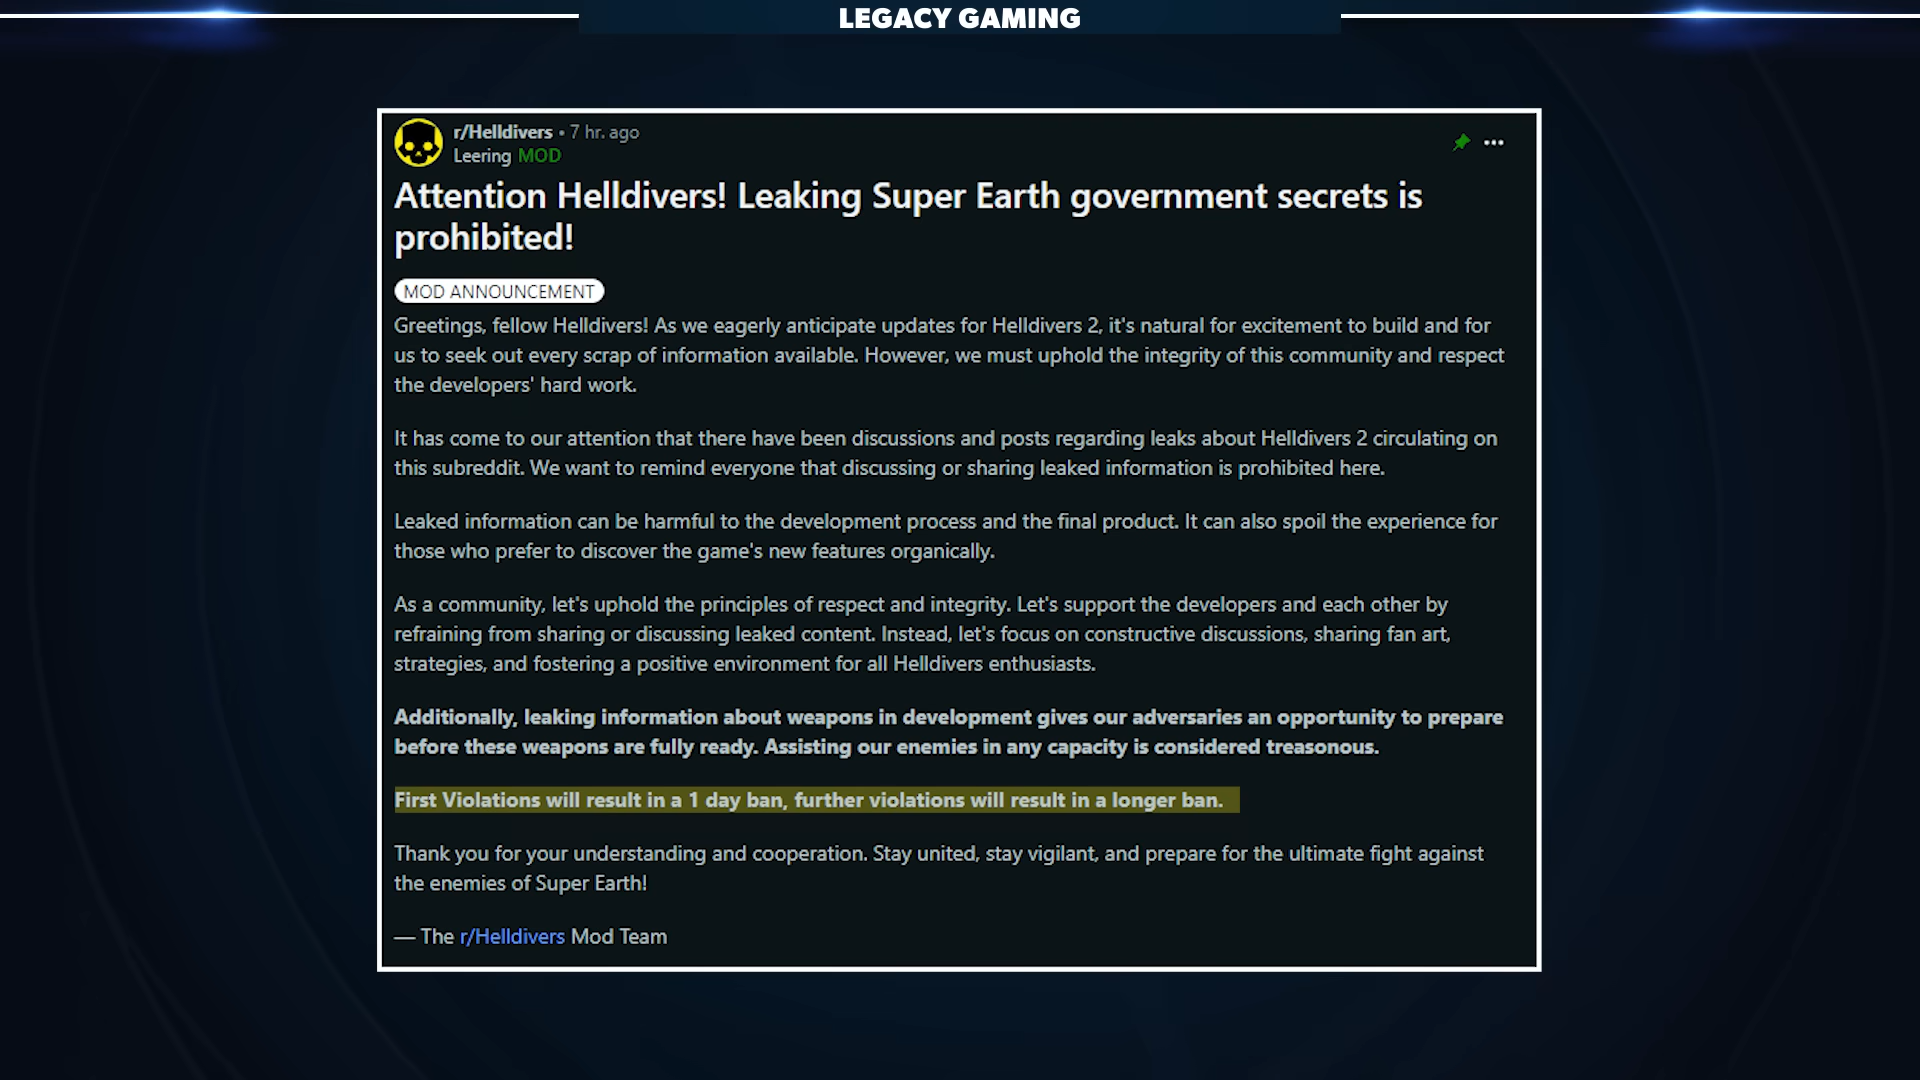 LEGACY GAMING
r/Helldivers • 7 hr. ago
Leering MOD
Attention Helldivers! Leaking Super Earth government secrets is
prohibited!
MOD ANNOUNCEMENT
Greetings, fellow Helldivers! As we eagerly anticipate updates for Helldivers 2, it's natural for excitement to build and for
us to seek out every scrap of information available. However, we must uphold the integrity of this community and respect
the developers' hard work.
It has come to our attention that there have been discussions and posts regarding leaks about Helldivers 2 circulating on
this subreddit. We want to remind everyone that discussing or sharing leaked information is prohibited here.
Leaked information can be harmful to the development process and the final product. It can also spoil the experience for
those who prefer to discover the game's new features organically.
As a community, let's uphold the principles of respect and integrity. Let's support the developers and each other by
refraining from sharing or discussing leaked content. Instead, let's focus on constructive discussions, sharing fan art,
strategies, and fostering a positive environment for all Helldivers enthusiasts.
Additionally, leaking information about weapons in development gives our adversaries an opportunity to prepare
before these weapons are fully ready. Assisting our enemies in any capacity is considered treasonous.
First Violations will result in a 1 day ban, further violations will result in a longer ban.
Thank you for your understanding and cooperation. Stay united, stay vigilant, and prepare for the ultimate fight against
the enemies of Super Earth!
— The r/Helldivers Mod Team